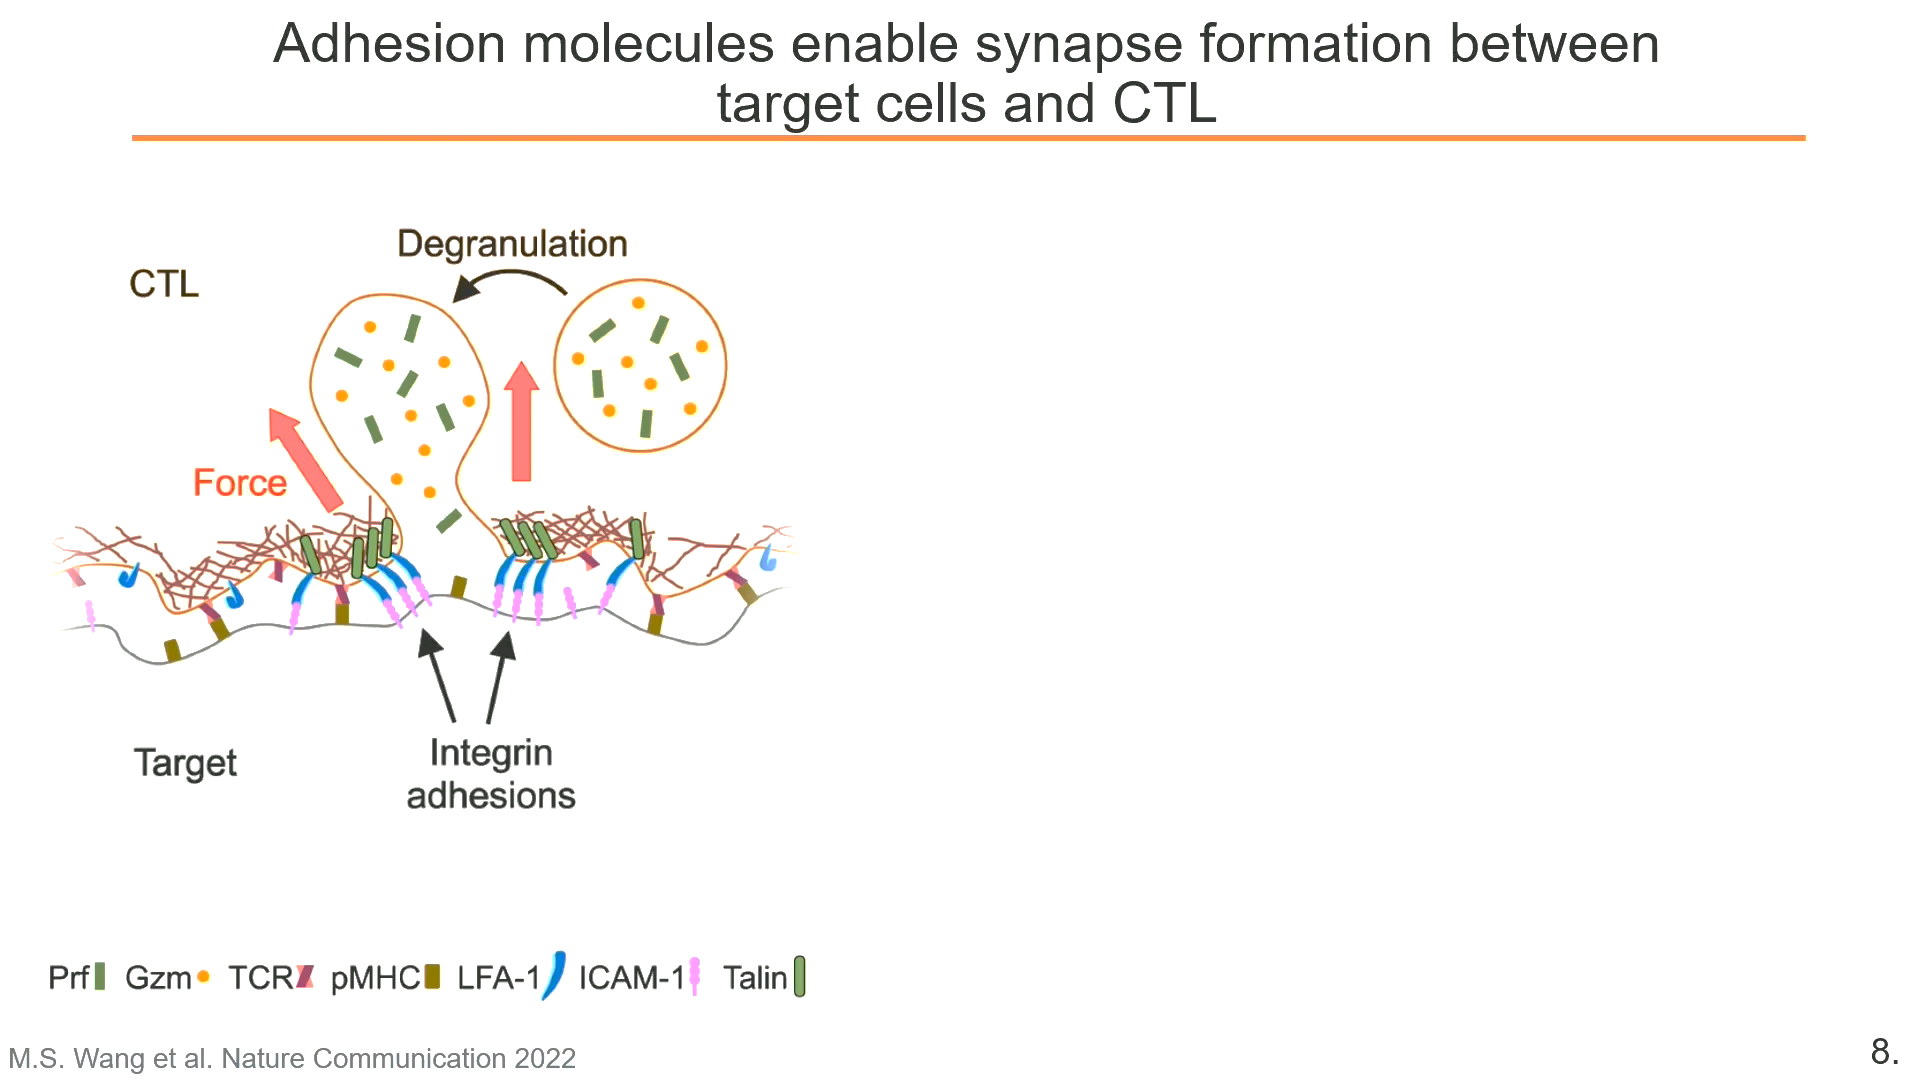 Adhesion molecules enable synapse formation between
target cells and CTL
Degranulation
CTL
Force
Target
Integrin
adhesions
Prf Gzm TCR pMHC LFA-1 ICAM-1 Talin
M.S. Wang et al. Nature Communication 2022
8.